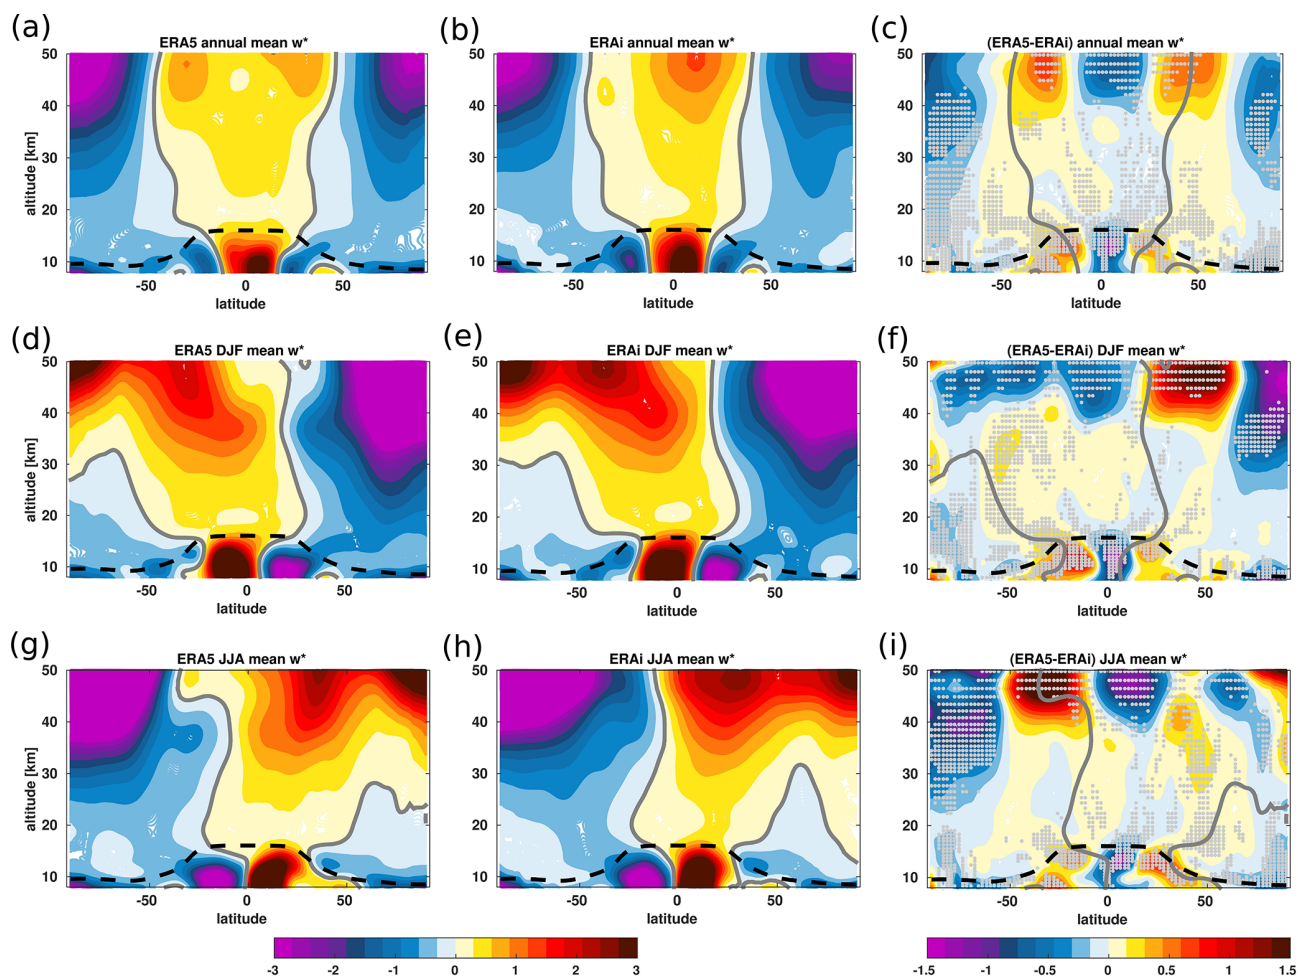 (a) ERA5 annual mean w*
50
40
30
20
10
altitude [km]
-50 0 50
latitude
(b) ERAi annual mean w*
50
40
30
20
10
-50 0 50
latitude
(c) (ERA5-ERAi) annual mean w*
50
40
30
20
10
-50 0 50
latitude
(d) ERA5 DJF mean w*
50
40
30
20
10
altitude [km]
-50 0 50
latitude
(e) ERAi DJF mean w*
50
40
30
20
10
-50 0 50
latitude
(f) (ERA5-ERAi) DJF mean w*
50
40
30
20
10
-50 0 50
latitude
(g) ERA5 JJA mean w*
50
40
30
20
10
altitude [km]
-50 0 50
latitude
(h) ERAi JJA mean w*
50
40
30
20
10
-50 0 50
latitude
(i) (ERA5-ERAi) JJA mean w*
50
40
30
20
10
-50 0 50
latitude
-3 -2 -1 0 1 2 3
-1.5 -1 -0.5 0 0.5 1 1.5